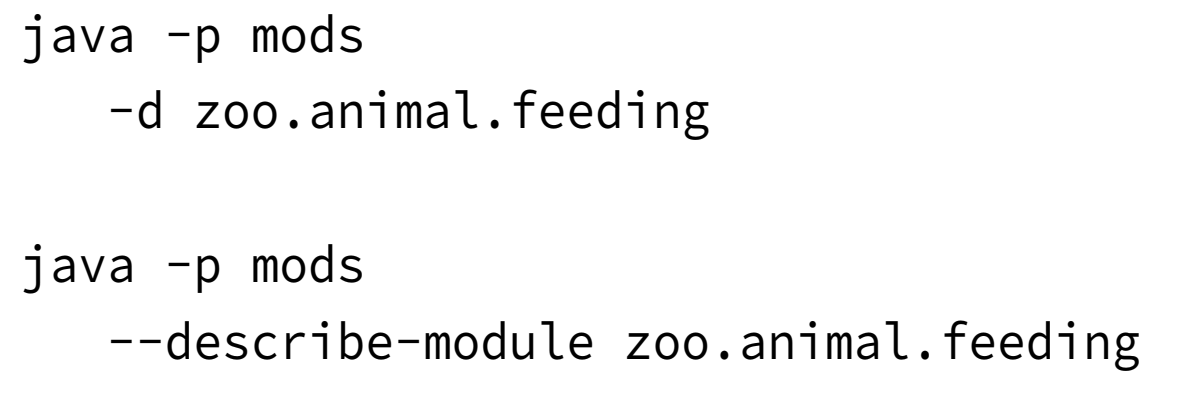 java -p mods
   -d zoo.animal.feeding

java -p mods
   --describe-module zoo.animal.feeding